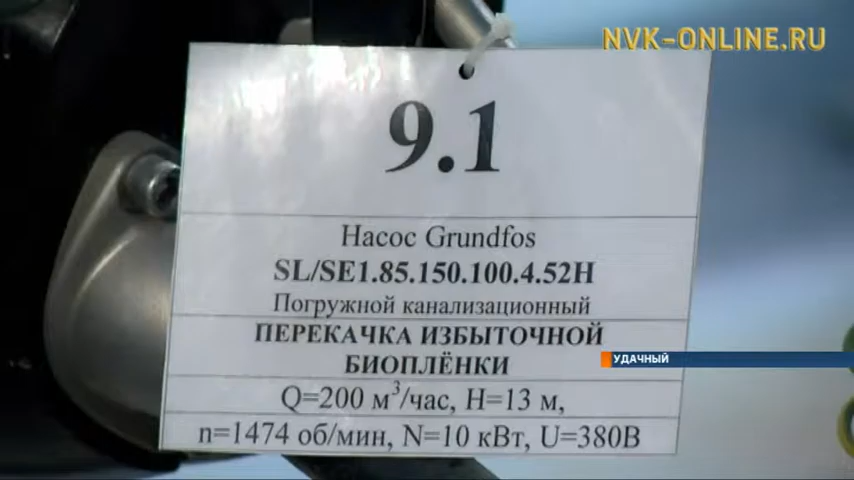 NVK-ONLINE.RU
9.1
Насос Grundfos
SL/SE1.85.150.100.4.52H
Погружной канализационный
ПЕРЕКАЧКА ИЗБЫТОЧНОЙ
БИОПЛЁНКИ
УДАЧНЫЙ
Q=200 м³/час, H=13 м,
n=1474 об/мин, N=10 кВт, U=380В